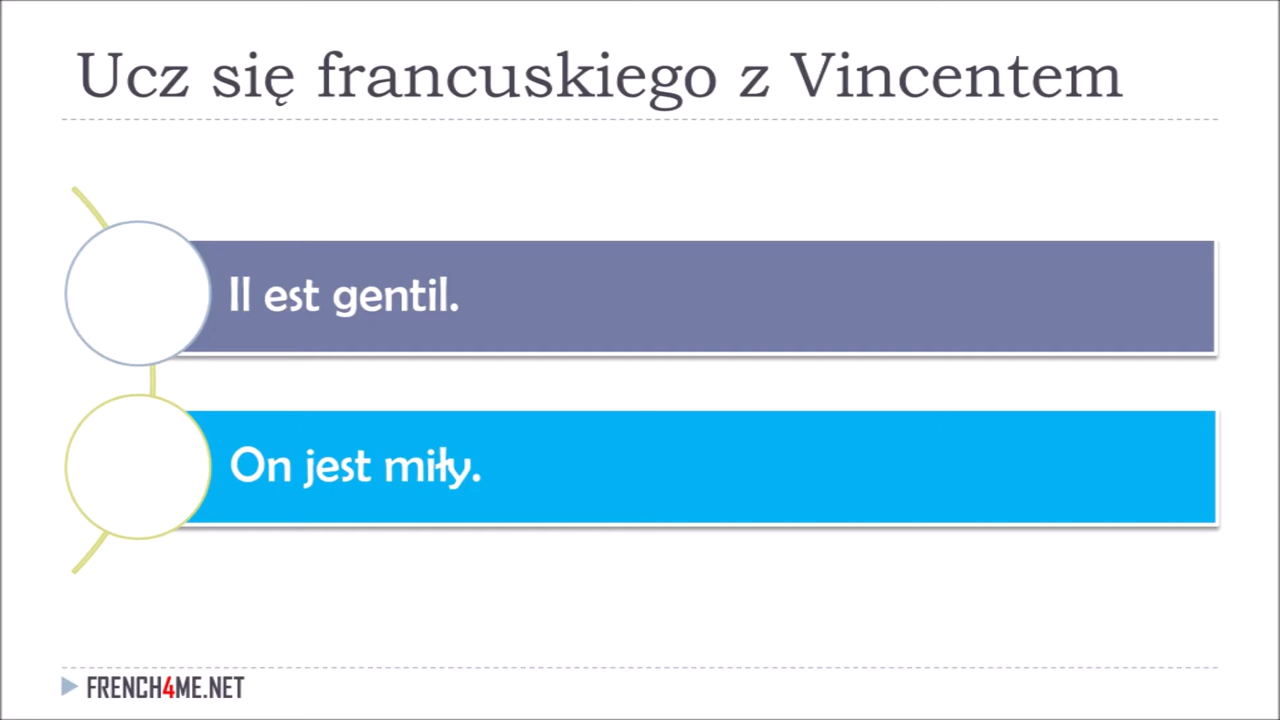 Ucz się francuskiego z Vincentem
Il est gentil.
On jest miły.
FRENCH4ME.NET